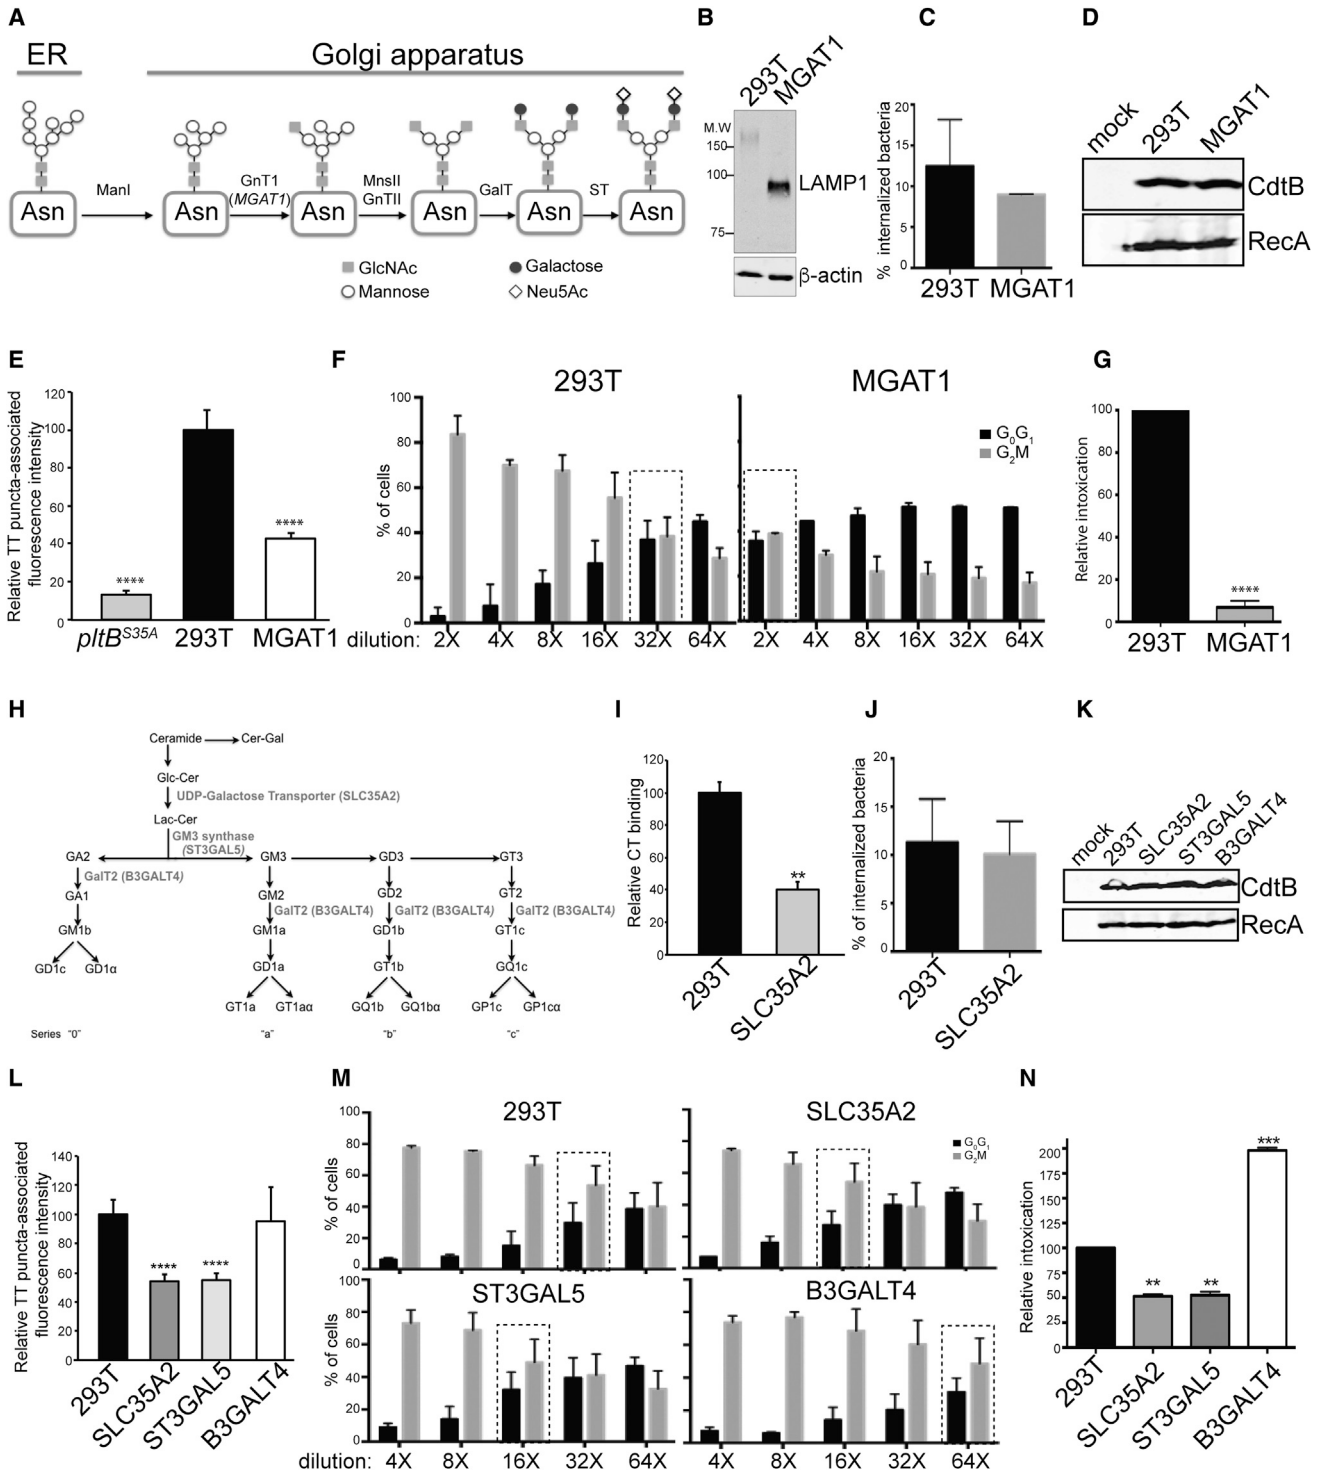 A
ER
Golgi apparatus
ManI
GnT1
(MGAT1)
MnsII
GnTII
GalT
ST
Asn
Asn
Asn
Asn
Asn
Asn
GlcNAc
Galactose
Mannose
Neu5Ac
B
293T
MGAT1
M.W
150
100
75
LAMP1
β-actin
C
% internalized bacteria
20
15
10
5
0
293T MGAT1
D
mock
293T
MGAT1
CdtB
RecA
E
Relative TT puncta-associated
fluorescence intensity
120
100
80
60
40
20
0
****
****
pltB^S35A 293T MGAT1
F
293T
MGAT1
% of cells
100
80
60
40
20
0
G0G1
G2M
dilution: 2X 4X 8X 16X 32X 64X 2X 4X 8X 16X 32X 64X
G
Relative intoxication
100
80
60
40
20
0
****
293T MGAT1
H
Ceramide
Cer-Gal
Glc-Cer
UDP-Galactose Transporter (SLC35A2)
Lac-Cer
GM3 synthase
(ST3GAL5)
GA2 GM3 GD3 GT3
GalT2 (B3GALT4)
GA1 GM2 GD2 GT2
GalT2 (B3GALT4) GalT2 (B3GALT4) GalT2 (B3GALT4)
GM1b GM1a GD1b GT1c
GD1c GD1α GD1a GT1b GQ1c
GT1a GT1aα GQ1b GQ1bα GP1c GP1cα
Series "0" "a" "b" "c"
I
Relative CT binding
120
100
80
60
40
20
0
**
293T
SLC35A2
J
% of internalized bacteria
20
15
10
5
0
293T
SLC35A2
K
mock
293T
SLC35A2
ST3GAL5
B3GALT4
CdtB
RecA
L
Relative TT puncta-associated
fluorescence intensity
140
120
100
80
60
40
20
0
****
****
293T
SLC35A2
ST3GAL5
B3GALT4
M
293T
SLC35A2
% of cells
100
80
60
40
20
0
G0G1
G2M
ST3GAL5
B3GALT4
% of cells
100
80
60
40
20
0
dilution: 4X 8X 16X 32X 64X 4X 8X 16X 32X 64X
N
Relative intoxication
200
150
125
100
75
50
25
0
**
**
***
293T
SLC35A2
ST3GAL5
B3GALT4